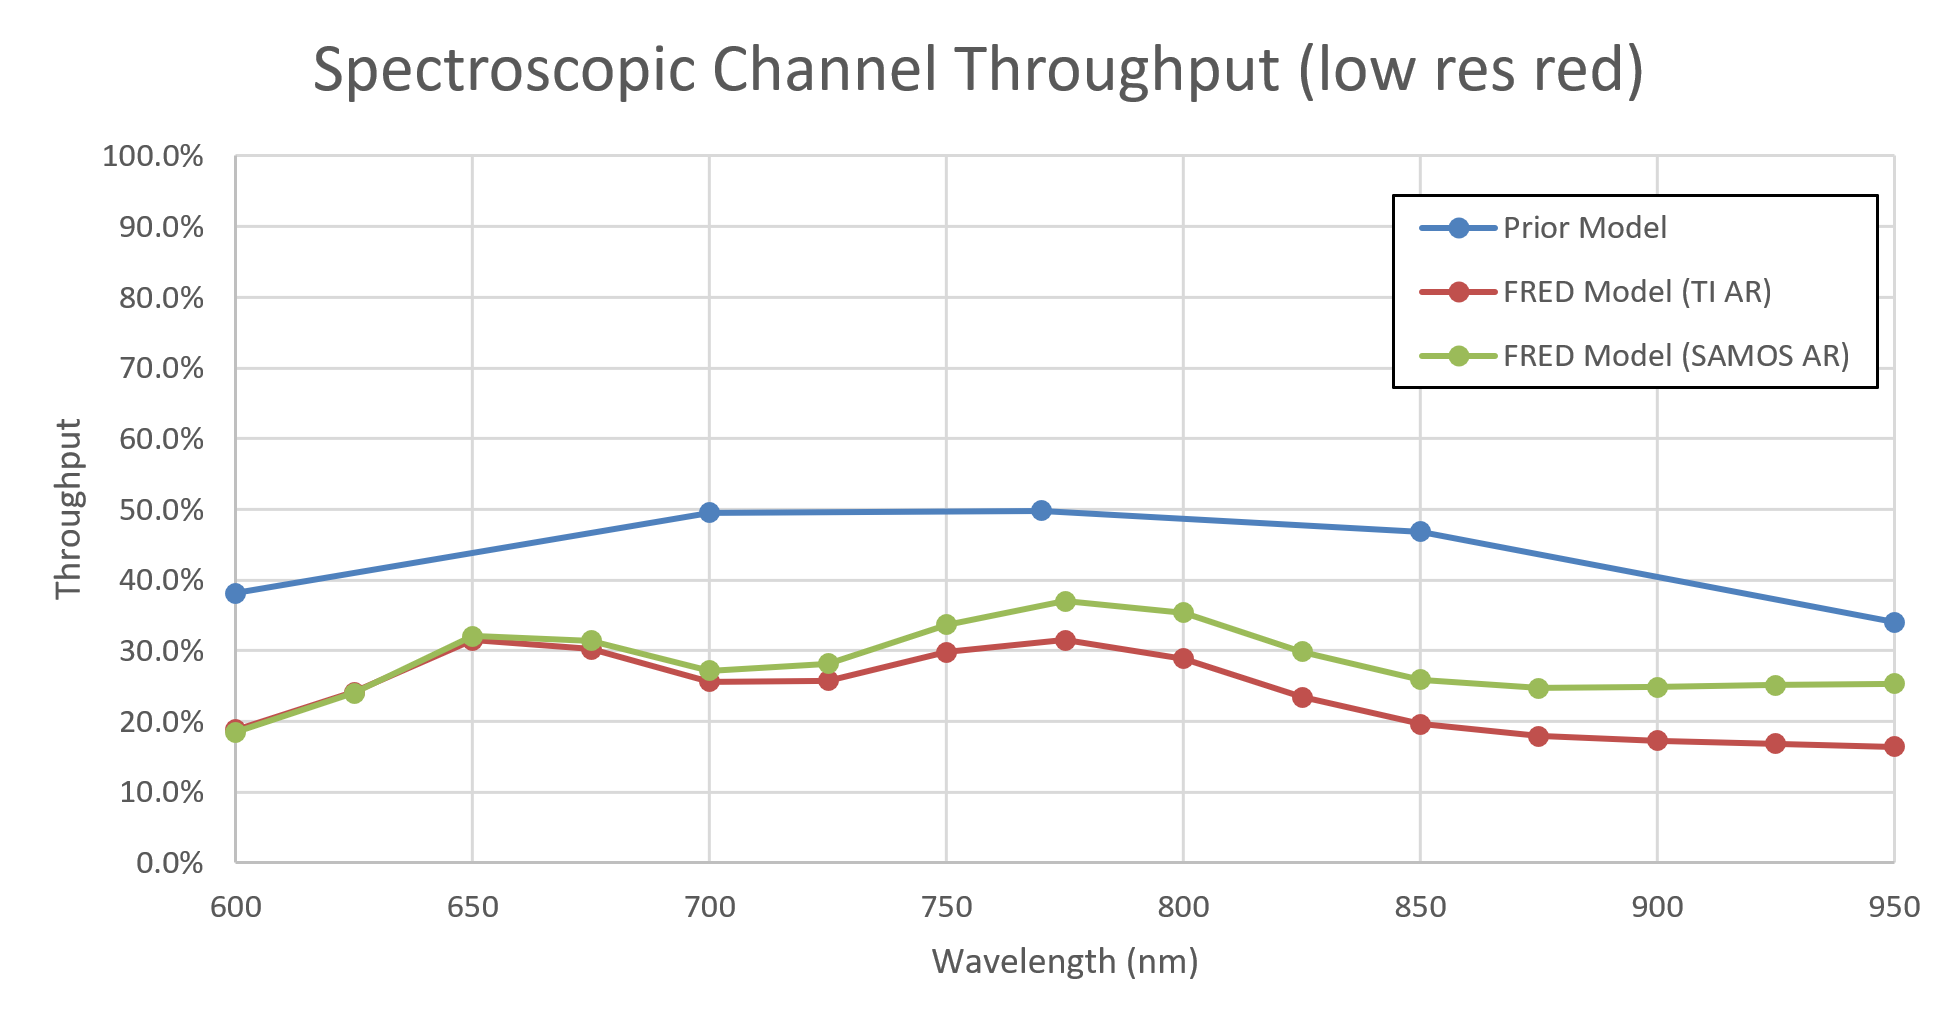 Spectroscopic Channel Throughput (low res red)
100.0%
90.0%
80.0%
70.0%
60.0%
50.0%
40.0%
30.0%
20.0%
10.0%
0.0%
Throughput
Prior Model
FRED Model (TI AR)
FRED Model (SAMOS AR)
600 650 700 750 800 850 900 950
Wavelength (nm)